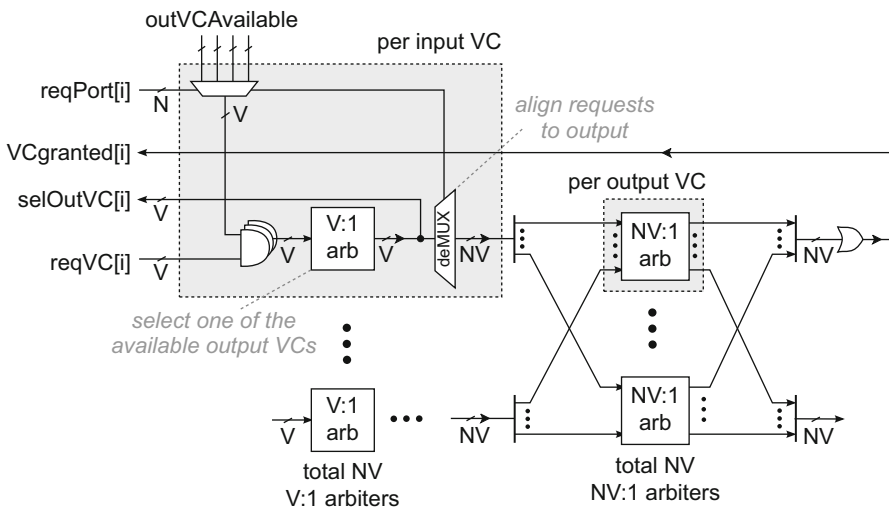 outVCAvailable
per input VC
reqPort[i]
N
V
align requests
to output
VCgranted[i]
per output VC
selOutVC[i]
V
V:1
arb
deMUX
NV:1
arb
V
V
NV
NV
reqVC[i]
V
select one of the
available output VCs
V:1
arb
NV:1
arb
V
NV
NV
total NV
V:1 arbiters
total NV
NV:1 arbiters